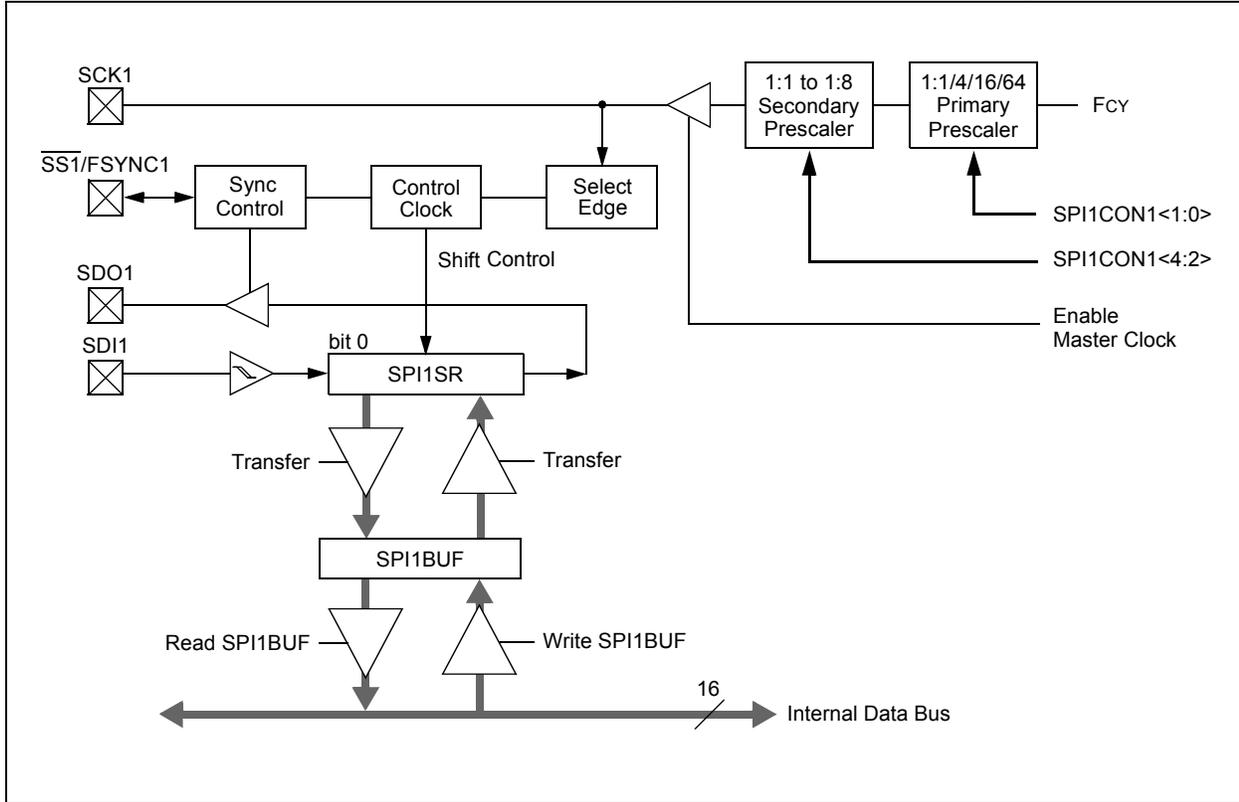 SCK1
1:1 to 1:8
Secondary
Prescaler
1:1/4/16/64
Primary
Prescaler
FCY
SS1/FSYNC1
Sync
Control
Control
Clock
Select
Edge
SPI1CON1<1:0>
Shift Control
SPI1CON1<4:2>
SDO1
Enable
Master Clock
SDI1
bit 0
SPI1SR
Transfer
Transfer
SPI1BUF
Read SPI1BUF
Write SPI1BUF
16
Internal Data Bus